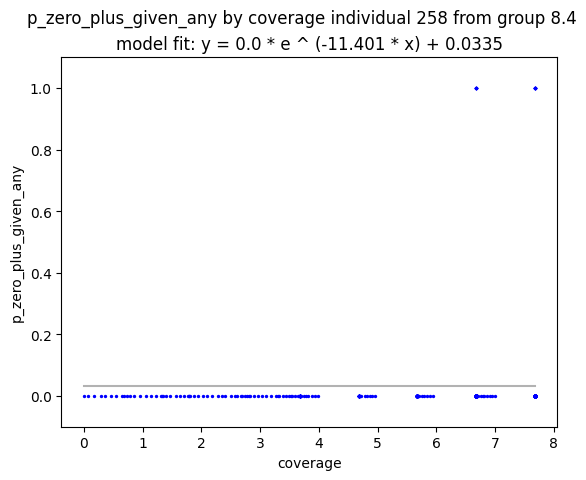 p_zero_plus_given_any by coverage individual 258 from group 8.4
model fit: y = 0.0 * e ^ (-11.401 * x) + 0.0335
1.0
0.8
0.6
0.4
0.2
0.0
p_zero_plus_given_any
0 1 2 3 4 5 6 7 8
coverage